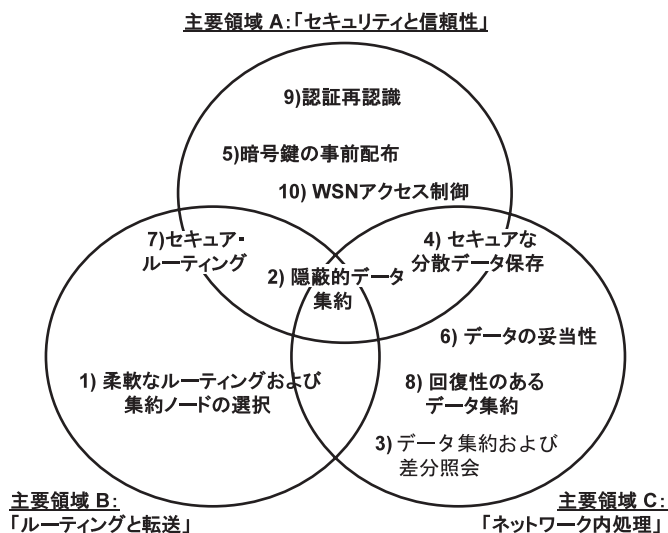 主要領域 A:「セキュリティと信頼性」
9)認証再認識
5)暗号鍵の事前配布
10) WSNアクセス制御
7)セキュア・
ルーティング
4) セキュアな
分散データ保存
2) 隠蔽的データ
集約
6) データの妥当性
1) 柔軟なルーティングおよび
集約ノードの選択
8) 回復性のある
データ集約
3) データ集約および
差分照会
主要領域 B:
「ルーティングと転送」
主要領域 C:
「ネットワーク内処理」